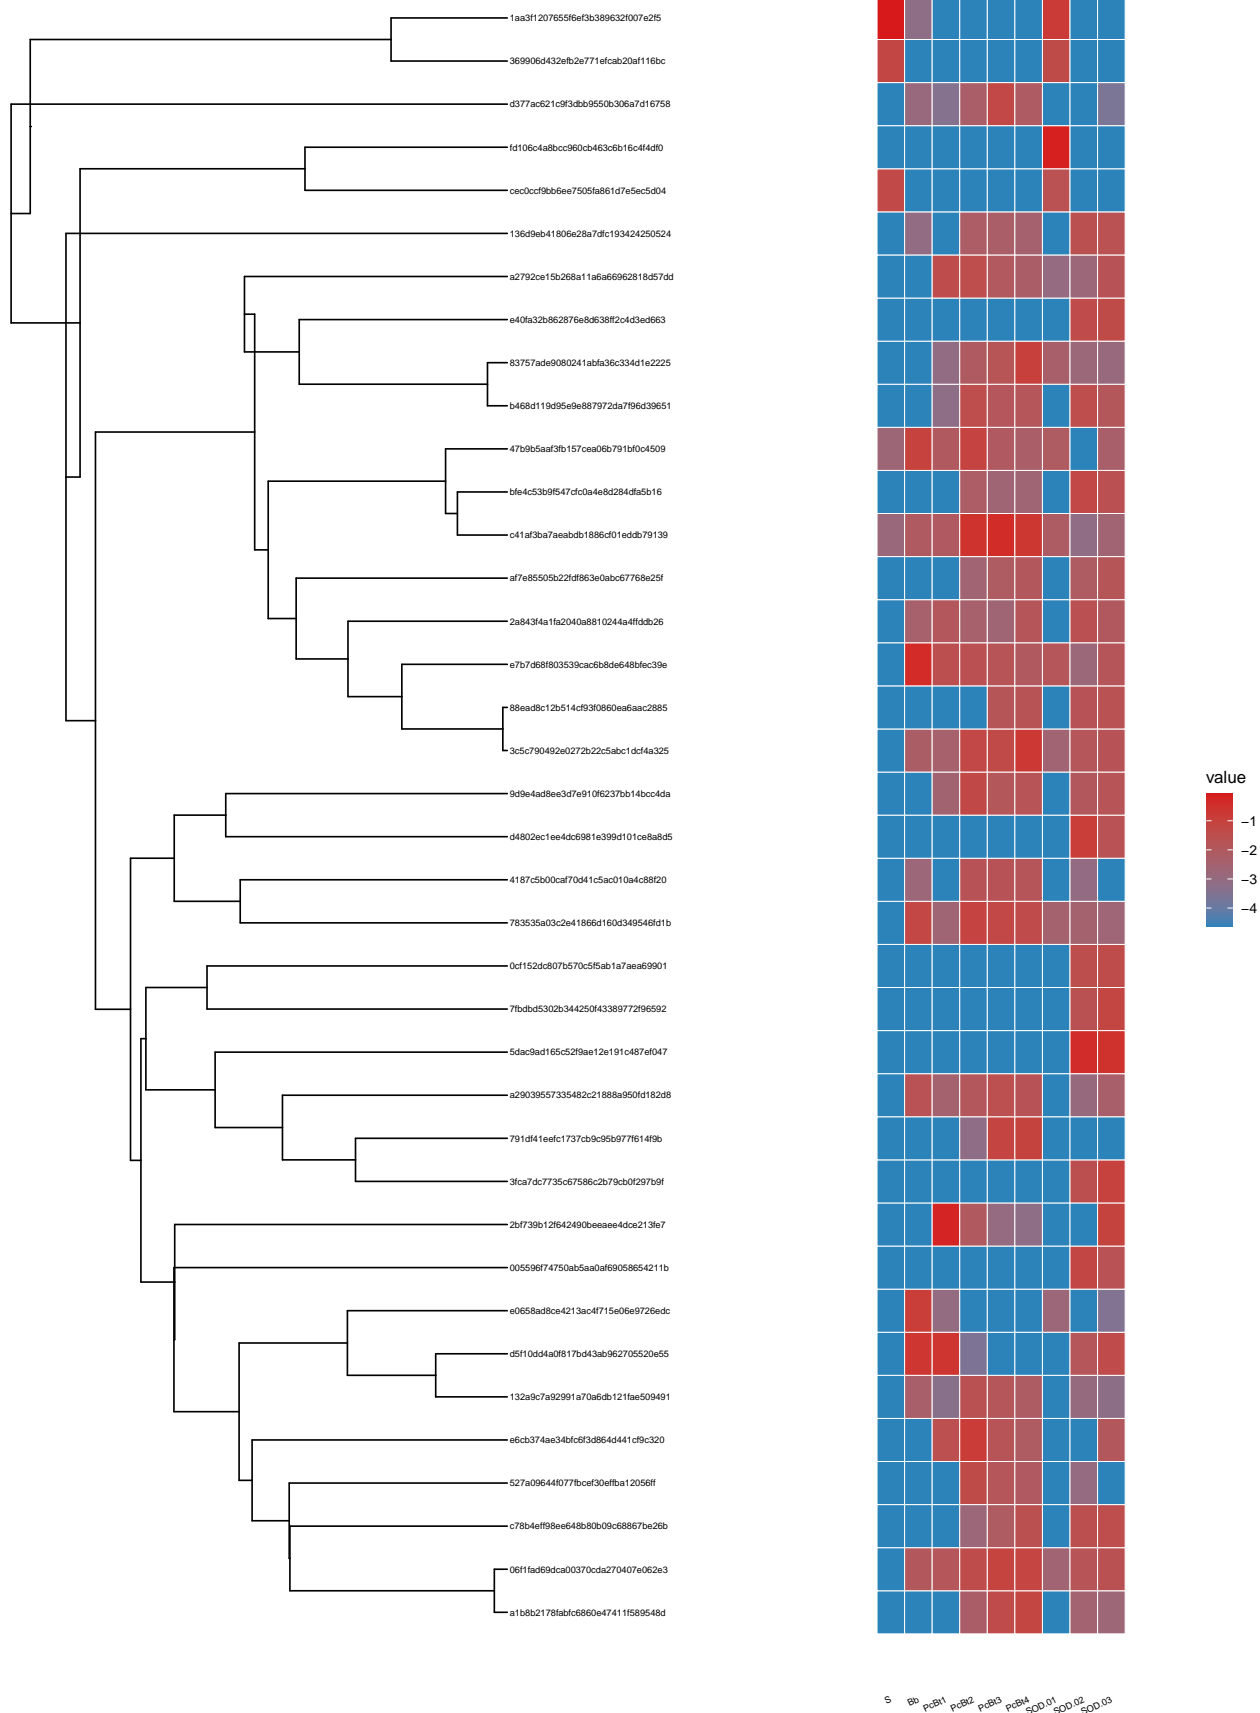 1aa3f1207655f6ef3b389632f007e2f5
369906d432efb2e771efcab20af116bc
d377ac621c9f3dbb9550b306a7d16758
fd106c4a8bcc960cb463c6b16c4f4df0
cec0ccf9bb6ee7505fa861d7e5ec5d04
136d9eb41806e28a7dfc193424250524
a2792ce15b268a11a6a66962818d57dd
e40fa32b862876e8d638ff2c4d3ed663
83757ade9080241abfa36c334d1e2225
b468d119d95e9e887972da7f96d39651
47b9b5aaf3fb157cea06b791bf0c4509
bfe4c53b9f547cfc0a4e8d284dfa5b16
c41af3ba7aeabdb1886cf01eddb79139
af7e85505b22fdf863e0abc67768e25f
2a843f4a1fa2040a8810244a4ffddb26
e7b7d68f803539cac6b8de648bfec39e
88ead8c12b514cf93f0860ea6aac2885
3c5c790492e0272b22c5abc1dcf4a325
9d9e4ad8ee3d7e910f6237bb14bcc4da
d4802ec1ee4dc6981e399d101ce8a8d5
4187c5b00caf70d41c5ac010a4c88f20
783535a03c2e41866d160d349546fd1b
0cf152dc807b570c5f5ab1a7aea69901
7fbdbd5302b344250f43389772f96592
5dac9ad165c52f9ae12e191c487ef047
a29039557335482c21888a950fd182d8
791df41eefc1737cb9c95b977f614f9b
3fca7dc7735c67586c2b79cb0f297b9f
2bf739b12f642490beeaee4dce213fe7
005596f74750ab5aa0af69058654211b
e0658ad8ce4213ac4f715e06e9726edc
d5f10dd4a0f817bd43ab962705520e55
132a9c7a92991a70a6db121fae509491
e6cb374ae34bfc6f3d864d441cf9c320
527a09644f077fbcef30effba12056ff
c78b4eff98ee648b80b09c68867be26b
06f1fad69dca00370cda270407e062e3
a1b8b2178fabfc6860e47411f589548d
value
−1
−2
−3
−4
S Bb PcBt1 PcBt2 PcBt3 PcBt4 SOD.01 SOD.02 SOD.03